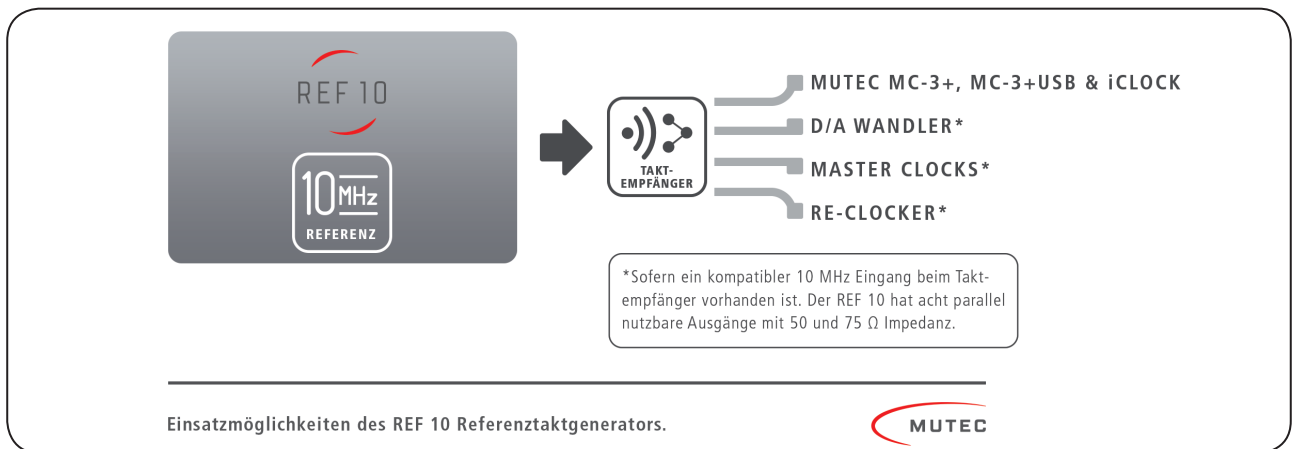 REF 10
10 MHz
REFERENZ
TAKT-
EMPFÄNGER
MUTEC MC-3+, MC-3+USB & iCLOCK
D/A WANDLER*
MASTER CLOCKS*
RE-CLOCKER*
*Sofern ein kompatibler 10 MHz Eingang beim Takt-
empfänger vorhanden ist. Der REF 10 hat acht parallel
nutzbare Ausgänge mit 50 und 75 Ω Impedanz.
Einsatzmöglichkeiten des REF 10 Referenztaktgenerators.
MUTEC